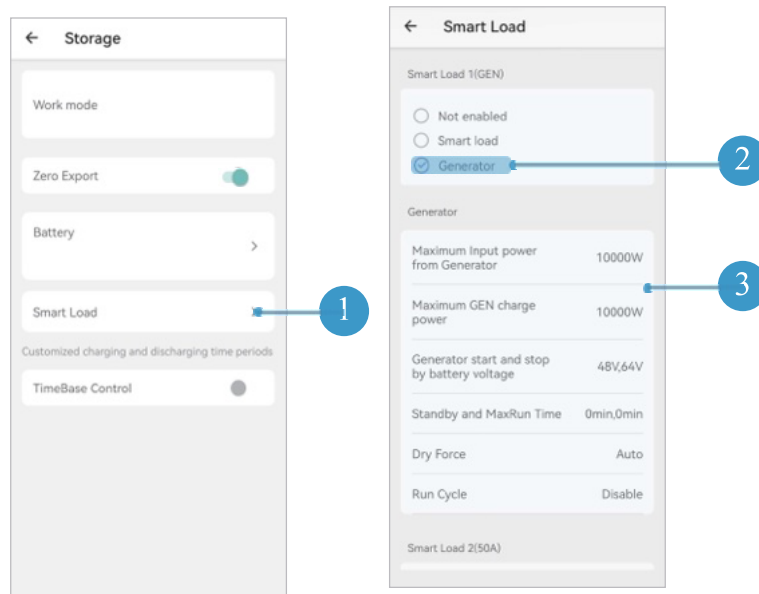 Storage
Work mode
Zero Export
Battery
Smart Load
Customized charging and discharging time periods
TimeBase Control
1
Smart Load
Smart Load 1(GEN)
Not enabled
Smart load
Generator
2
Generator
Maximum Input power
from Generator
10000W
3
Maximum GEN charge
power
10000W
Generator start and stop
by battery voltage
48V,64V
Standby and MaxRun Time
0min,0min
Dry Force
Auto
Run Cycle
Disable
Smart Load 2(50A)